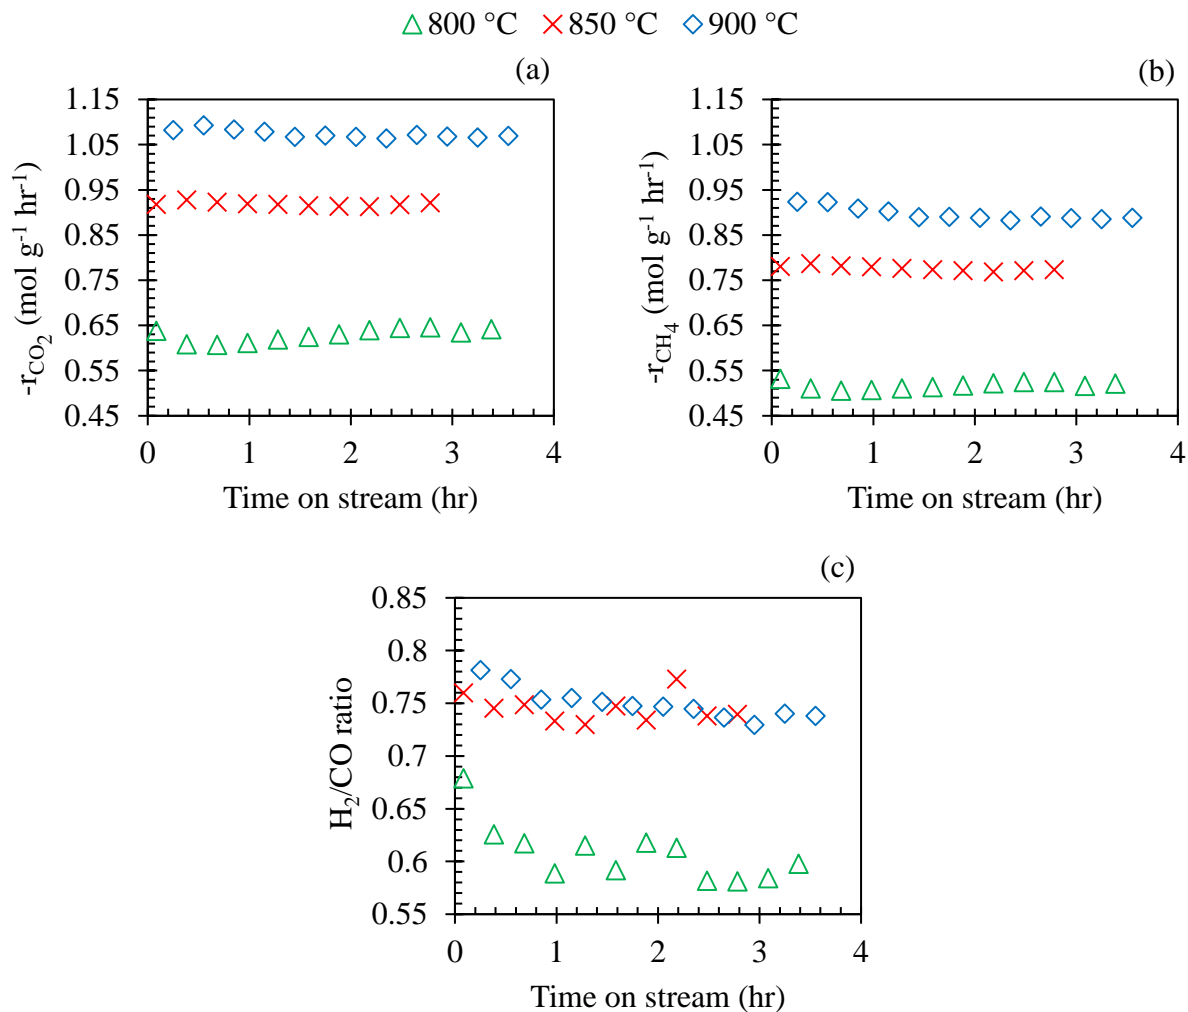 800 °C 850 °C 900 °C
(a)
1.15
1.05
0.95
0.85
0.75
0.65
0.55
0.45
0 1 2 3 4
-rCO2 (mol g-1 hr-1)
Time on stream (hr)
(b)
1.15
1.05
0.95
0.85
0.75
0.65
0.55
0.45
0 1 2 3 4
-rCH4 (mol g-1 hr-1)
Time on stream (hr)
(c)
0.85
0.8
0.75
0.7
0.65
0.6
0.55
0 1 2 3 4
H2/CO ratio
Time on stream (hr)